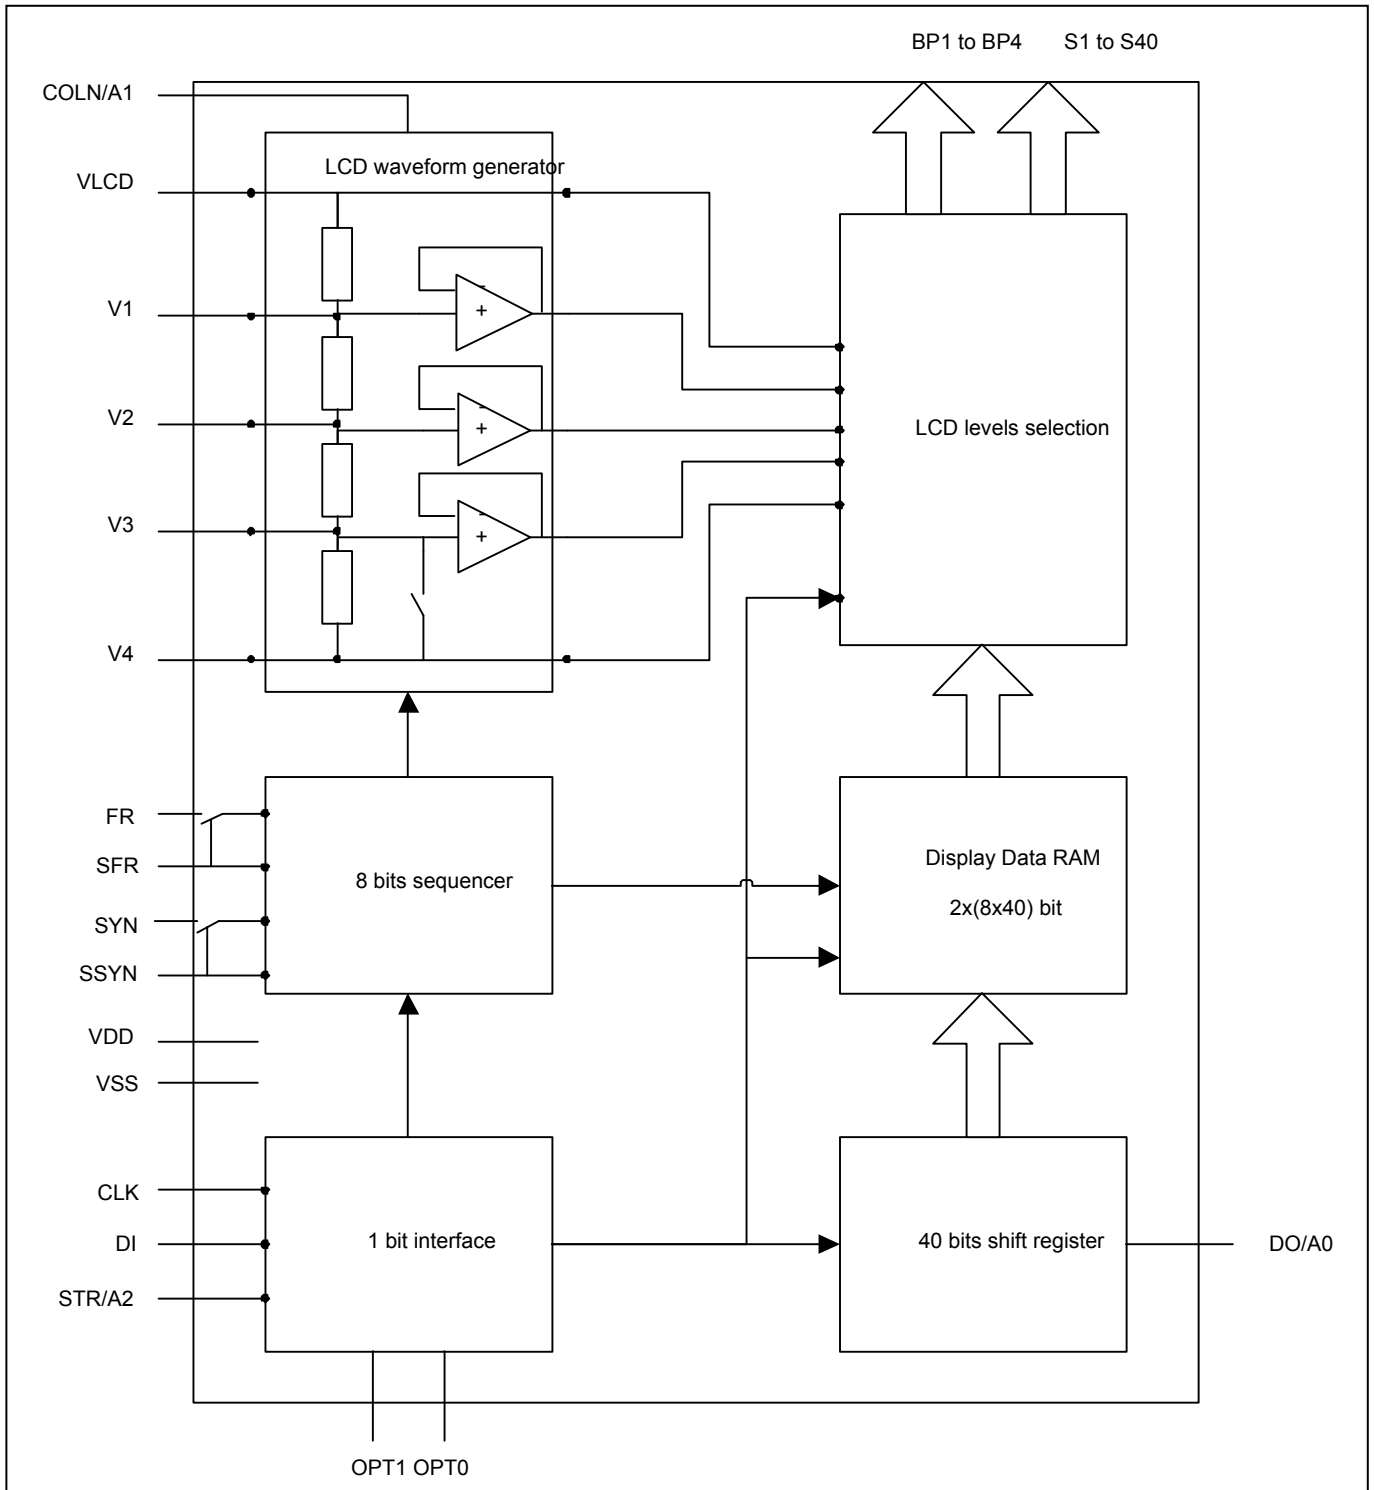 BP1 to BP4 S1 to S40
COLN/A1
LCD waveform generator
VLCD
V1
-
+
V2
-
+
LCD levels selection
V3
-
+
V4
FR
SFR
8 bits sequencer
Display Data RAM
2x(8x40) bit
SYN
SSYN
VDD
VSS
CLK
DI
1 bit interface
40 bits shift register
DO/A0
STR/A2
OPT1 OPT0